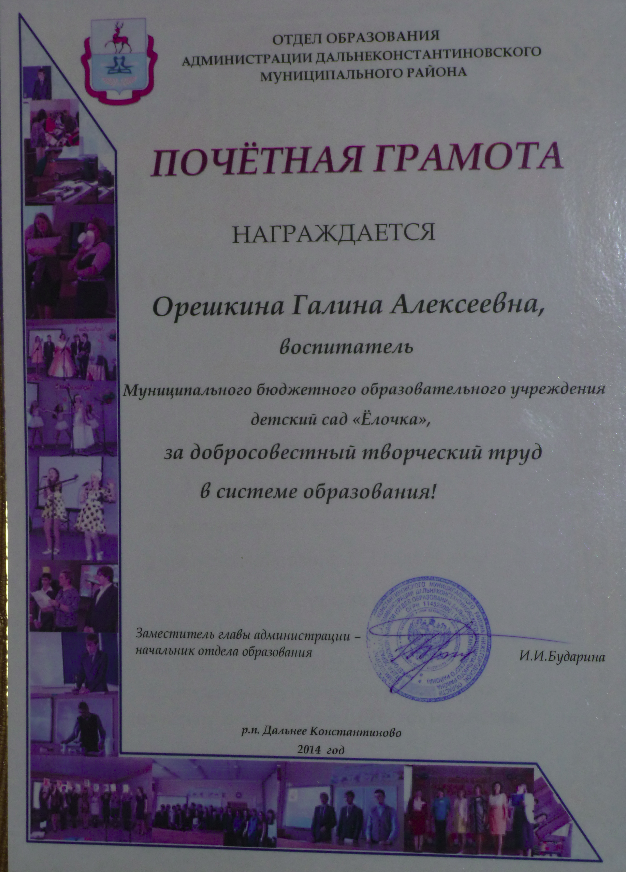 ОТДЕЛ ОБРАЗОВАНИЯ
АДМИНИСТРАЦИИ ДАЛЬНЕКОНСТАНТИНОВСКОГО
МУНИЦИПАЛЬНОГО РАЙОНА
ПОЧЁТНАЯ ГРАМОТА
НАГРАЖДАЕТСЯ
Орешкина Галина Алексеевна,
воспитатель
Муниципального бюджетного образовательного учреждения
детский сад «Ёлочка»,
за добросовестный творческий труд
в системе образования!
Заместитель главы администрации –
начальник отдела образования
И.И.Бударина
р.п. Дальнее Константиново
2014 год